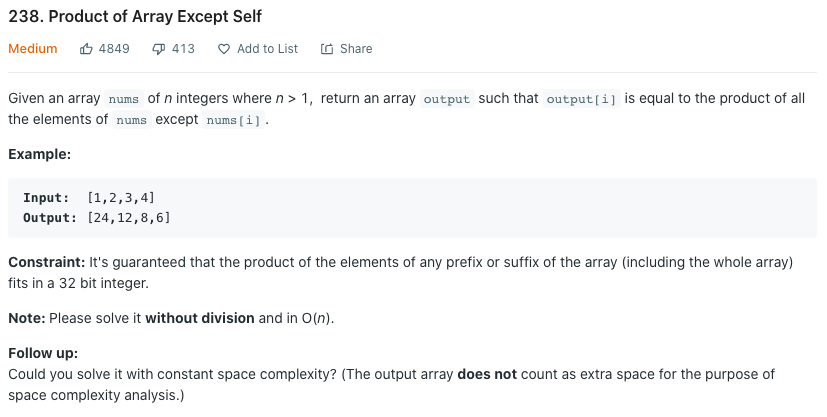 238. Product of Array Except Self
Medium 4849 413 Add to List Share
Given an array nums of n integers where n > 1, return an array output such that output[i] is equal to the product of all
the elements of nums except nums[i].
Example:
Input: [1,2,3,4]
Output: [24,12,8,6]
Constraint: It's guaranteed that the product of the elements of any prefix or suffix of the array (including the whole array)
fits in a 32 bit integer.
Note: Please solve it without division and in O(n).
Follow up:
Could you solve it with constant space complexity? (The output array does not count as extra space for the purpose of
space complexity analysis.)